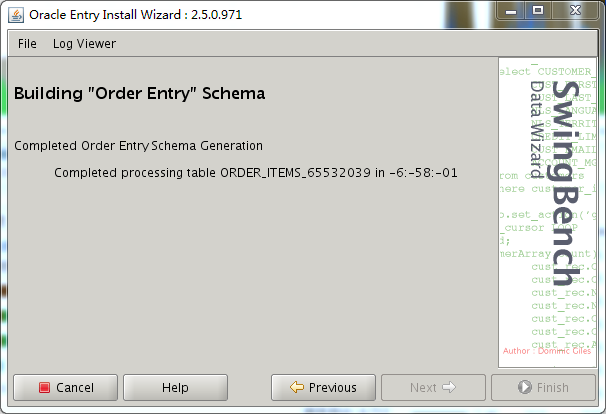 Oracle Entry Install Wizard : 2.5.0.971
File Log Viewer
Building "Order Entry" Schema
Completed Order Entry Schema Generation
Completed processing table ORDER_ITEMS_65532039 in -6:-58:-01
SwingBench
Data Wizard
elect CUSTOMER_
Author : Dominic Giles
Cancel Help Previous Next Finish